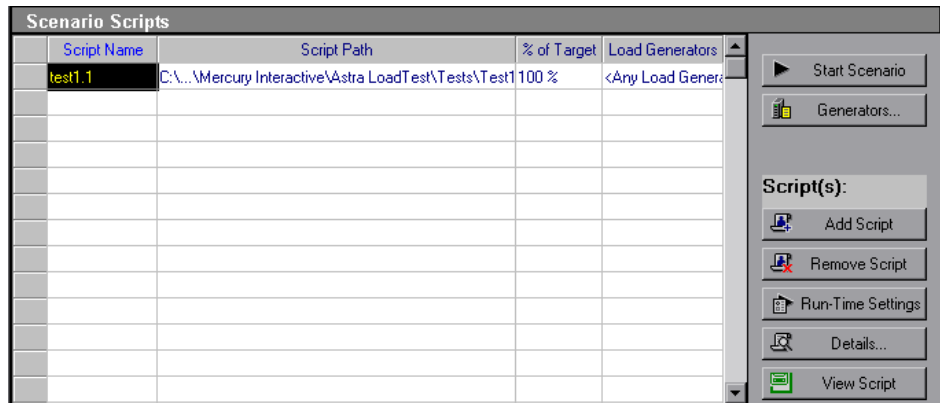 Scenario Scripts
Script Name Script Path % of Target Load Generators
test1.1 C:\...\Mercury Interactive\Astra LoadTest\Tests\Test1 100 % <Any Load Genera
Start Scenario
Generators...
Script(s):
Add Script
Remove Script
Run-Time Settings
Details...
View Script